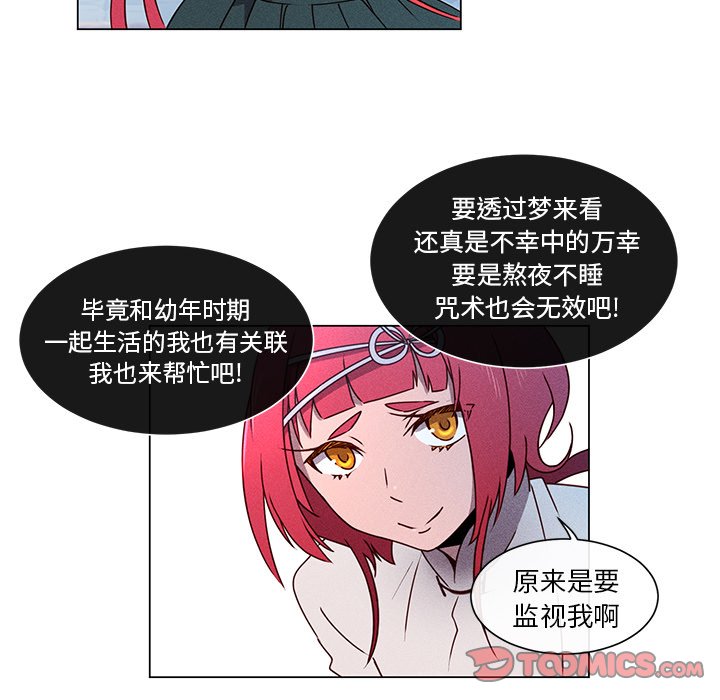 要透过梦来看
还真是不幸中的万幸
要是熬夜不睡
咒术也会无效吧!
毕竟和幼年时期
一起生活的我也有关联
我也来帮忙吧!
原来是要
监视我啊
TOOMICS.COM